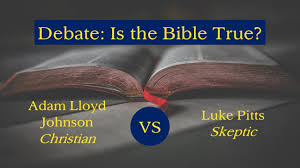 Debate: Is the Bible True?
Adam Lloyd
Johnson
Christian
VS
Luke Pitts
Skeptic